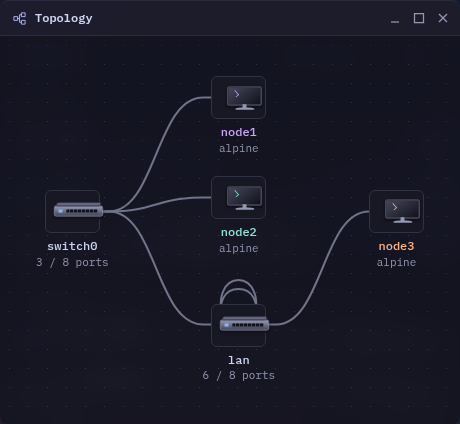 Topology
node1
alpine
node2
alpine
switch0
3 / 8 ports
node3
alpine
lan
6 / 8 ports